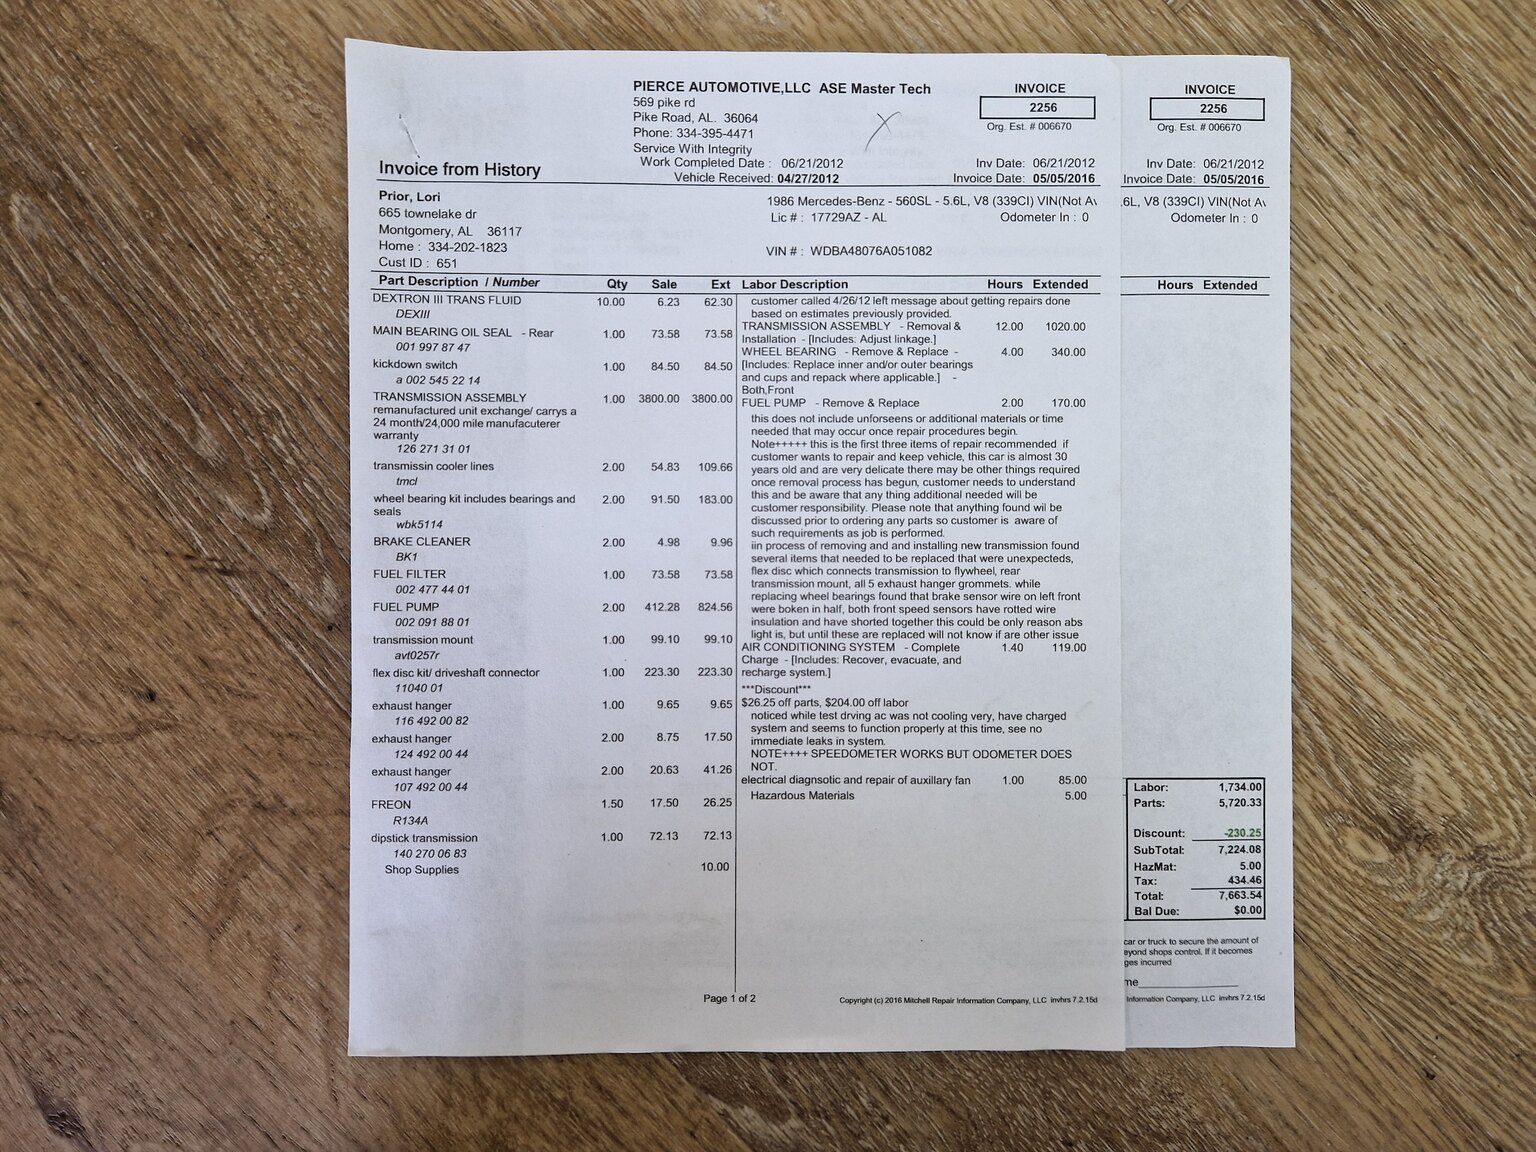 PIERCE AUTOMOTIVE,LLC ASE Master Tech
569 pike rd
Pike Road, AL. 36064
Phone: 334-395-4471
Service With Integrity
INVOICE
2256
Org. Est. # 006670
Invoice from History
Work Completed Date : 06/21/2012
Vehicle Received: 04/27/2012
Inv Date: 06/21/2012
Invoice Date: 05/05/2016
Prior, Lori
665 townelake dr
Montgomery, AL 36117
Home : 334-202-1823
Cust ID : 651
1986 Mercedes-Benz - 560SL - 5.6L, V8 (339CI) VIN(Not Av
Lic # : 17729AZ - AL Odometer In : 0
VIN # : WDBA48076A051082
Part Description / Number Qty Sale Ext
DEXTRON III TRANS FLUID 10.00 6.23 62.30
DEXIII
MAIN BEARING OIL SEAL - Rear 1.00 73.58 73.58
001 997 87 47
kickdown switch 1.00 84.50 84.50
a 002 545 22 14
TRANSMISSION ASSEMBLY 1.00 3800.00 3800.00
remanufactured unit exchange/ carrys a
24 month/24,000 mile manufacuterer
warranty
126 271 31 01
transmissin cooler lines 2.00 54.83 109.66
tmcl
wheel bearing kit includes bearings and 2.00 91.50 183.00
seals
wbk5114
BRAKE CLEANER 2.00 4.98 9.96
BK1
FUEL FILTER 1.00 73.58 73.58
002 477 44 01
FUEL PUMP 2.00 412.28 824.56
002 091 88 01
transmission mount 1.00 99.10 99.10
avt0257r
flex disc kit/ driveshaft connector 1.00 223.30 223.30
11040 01
exhaust hanger 1.00 9.65 9.65
116 492 00 82
exhaust hanger 2.00 8.75 17.50
124 492 00 44
exhaust hanger 2.00 20.63 41.26
107 492 00 44
FREON 1.50 17.50 26.25
R134A
dipstick transmission 1.00 72.13 72.13
140 270 06 83
Shop Supplies 10.00
Labor Description Hours Extended
customer called 4/26/12 left message about getting repairs done
based on estimates previously provided.
TRANSMISSION ASSEMBLY - Removal & 12.00 1020.00
Installation - [Includes: Adjust linkage.]
WHEEL BEARING - Remove & Replace - 4.00 340.00
[Includes: Replace inner and/or outer bearings
and cups and repack where applicable.] -
Both,Front
FUEL PUMP - Remove & Replace 2.00 170.00
this does not include unforseens or additional materials or time
needed that may occur once repair procedures begin.
Note+++++ this is the first three items of repair recommended if
customer wants to repair and keep vehicle, this car is almost 30
years old and are very delicate there may be other things required
once removal process has begun, customer needs to understand
this and be aware that any thing additional needed will be
customer responsibility. Please note that anything found wil be
discussed prior to ordering any parts so customer is aware of
such requirements as job is performed.
iin process of removing and and installing new transmission found
several items that needed to be replaced that were unexpecteds,
flex disc which connects transmission to flywheel, rear
transmission mount, all 5 exhaust hanger grommets. while
replacing wheel bearings found that brake sensor wire on left front
were boken in half, both front speed sensors have rotted wire
insulation and have shorted together this could be only reason abs
light is, but until these are replaced will not know if are other issue
AIR CONDITIONING SYSTEM - Complete 1.40 119.00
Charge - [Includes: Recover, evacuate, and
recharge system.]
***Discount***
$26.25 off parts, $204.00 off labor
noticed while test drving ac was not cooling very, have charged
system and seems to function properly at this time, see no
immediate leaks in system.
NOTE++++ SPEEDOMETER WORKS BUT ODOMETER DOES
NOT.
electrical diagnsotic and repair of auxillary fan 1.00 85.00
Hazardous Materials 5.00
Page 1 of 2
Copyright (c) 2016 Mitchell Repair Information Company, LLC invhrs 7.2.15d
INVOICE
2256
Org. Est. # 006670
Inv Date: 06/21/2012
Invoice Date: 05/05/2016
.6L, V8 (339CI) VIN(Not Av
Odometer In : 0
Hours Extended
Labor: 1,734.00
Parts: 5,720.33
Discount: -230.25
SubTotal: 7,224.08
HazMat: 5.00
Tax: 434.46
Total: 7,663.54
Bal Due: $0.00
car or truck to secure the amount of
eyond shops control. If it becomes
ges incurred
me
Information Company, LLC invhrs 7.2.15d